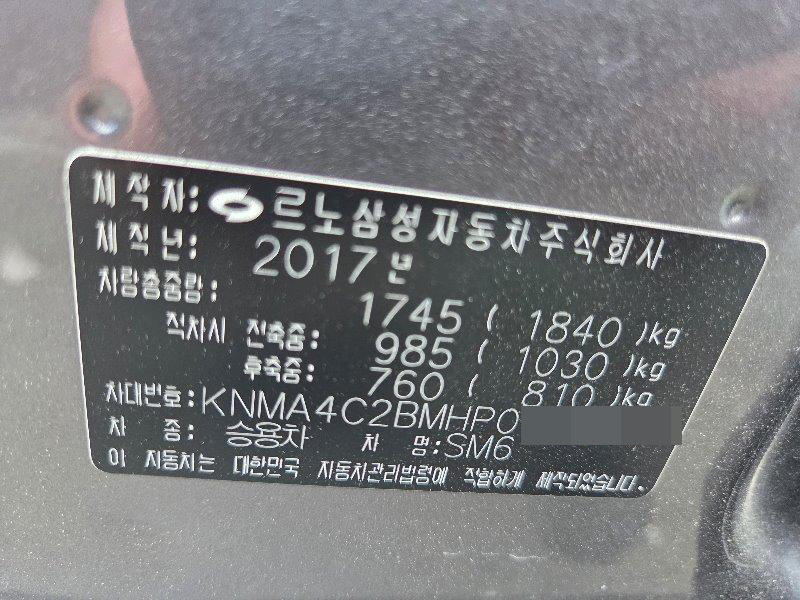 제작자: 르노삼성자동차주식회사
제작년: 2017년
차량총중량: 1745 ( 1840 )kg
적차시 전축중: 985 ( 1030 )kg
후축중: 760 ( 810 )kg
차대번호: KNMA4C2BMHP0
차 종: 승용차 차 명: SM6
이 자동차는 대한민국 자동차관리법령에 적합하게 제작되었습니다.